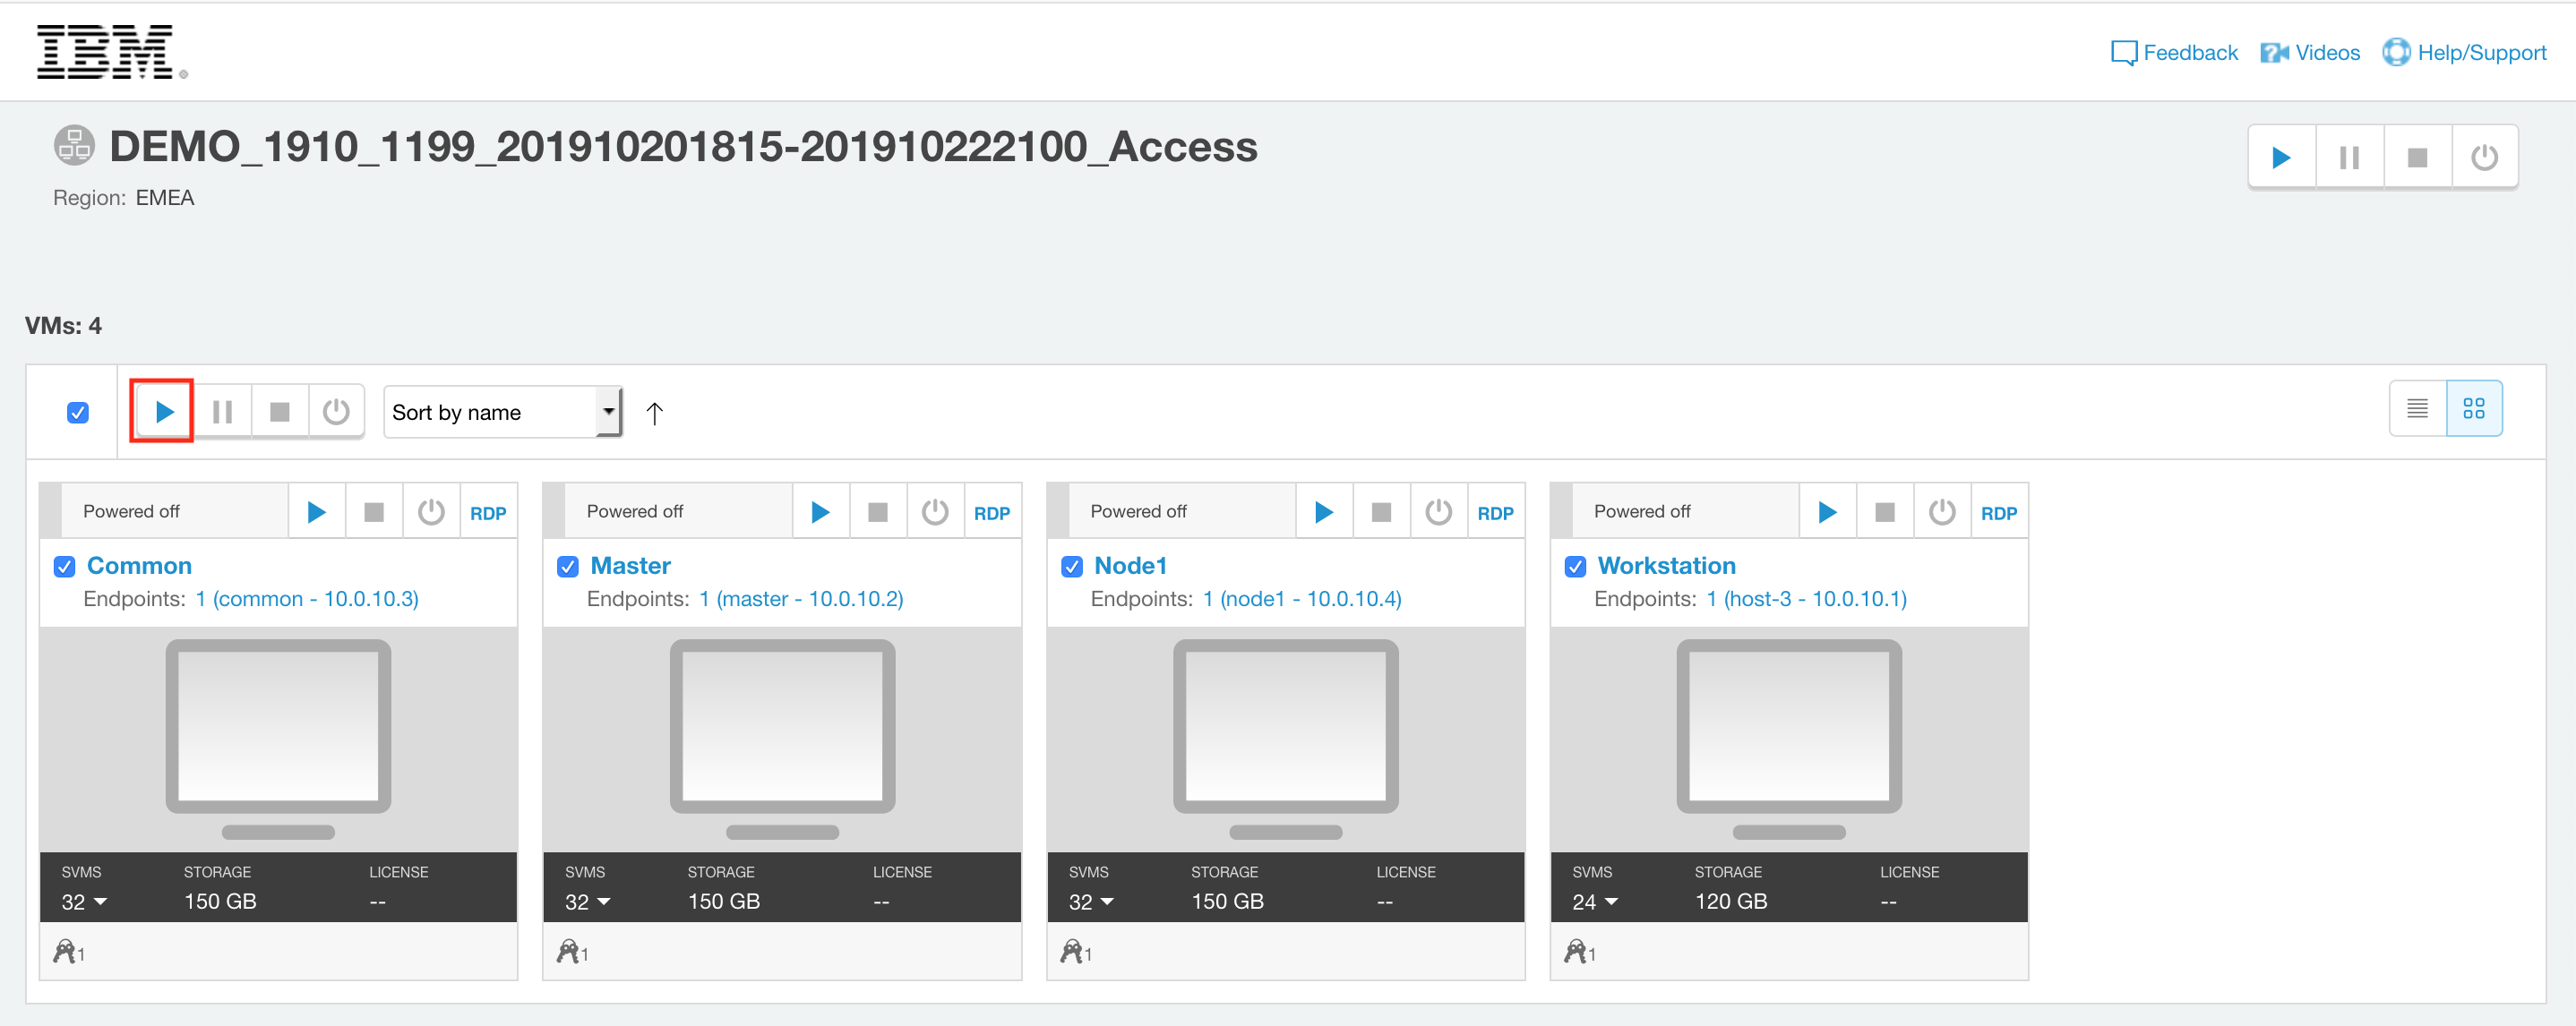 IBM
Feedback Videos Help/Support
DEMO_1910_1199_201910201815-201910222100_Access
Region: EMEA
VMs: 4
Sort by name
Powered off RDP
Common
Endpoints: 1 (common - 10.0.10.3)
SVMS STORAGE LICENSE
32 150 GB --
1
Powered off RDP
Master
Endpoints: 1 (master - 10.0.10.2)
SVMS STORAGE LICENSE
32 150 GB --
1
Powered off RDP
Node1
Endpoints: 1 (node1 - 10.0.10.4)
SVMS STORAGE LICENSE
32 150 GB --
1
Powered off RDP
Workstation
Endpoints: 1 (host-3 - 10.0.10.1)
SVMS STORAGE LICENSE
24 120 GB --
1